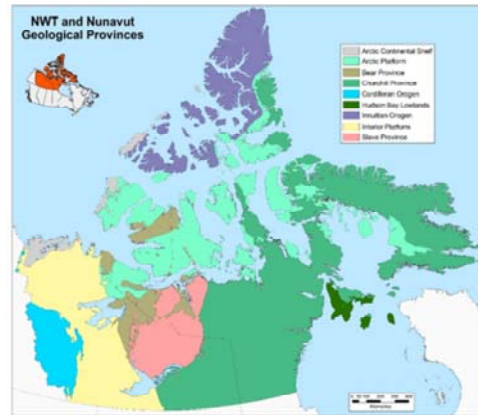 NWT and Nunavut
Geological Provinces
Arctic Continental Shelf
Arctic Platform
Bear Province
Churchill Province
Cordilleran Orogen
Hudson Bay Lowlands
Innuitian Orogen
Interior Platform
Slave Province
Kilometers